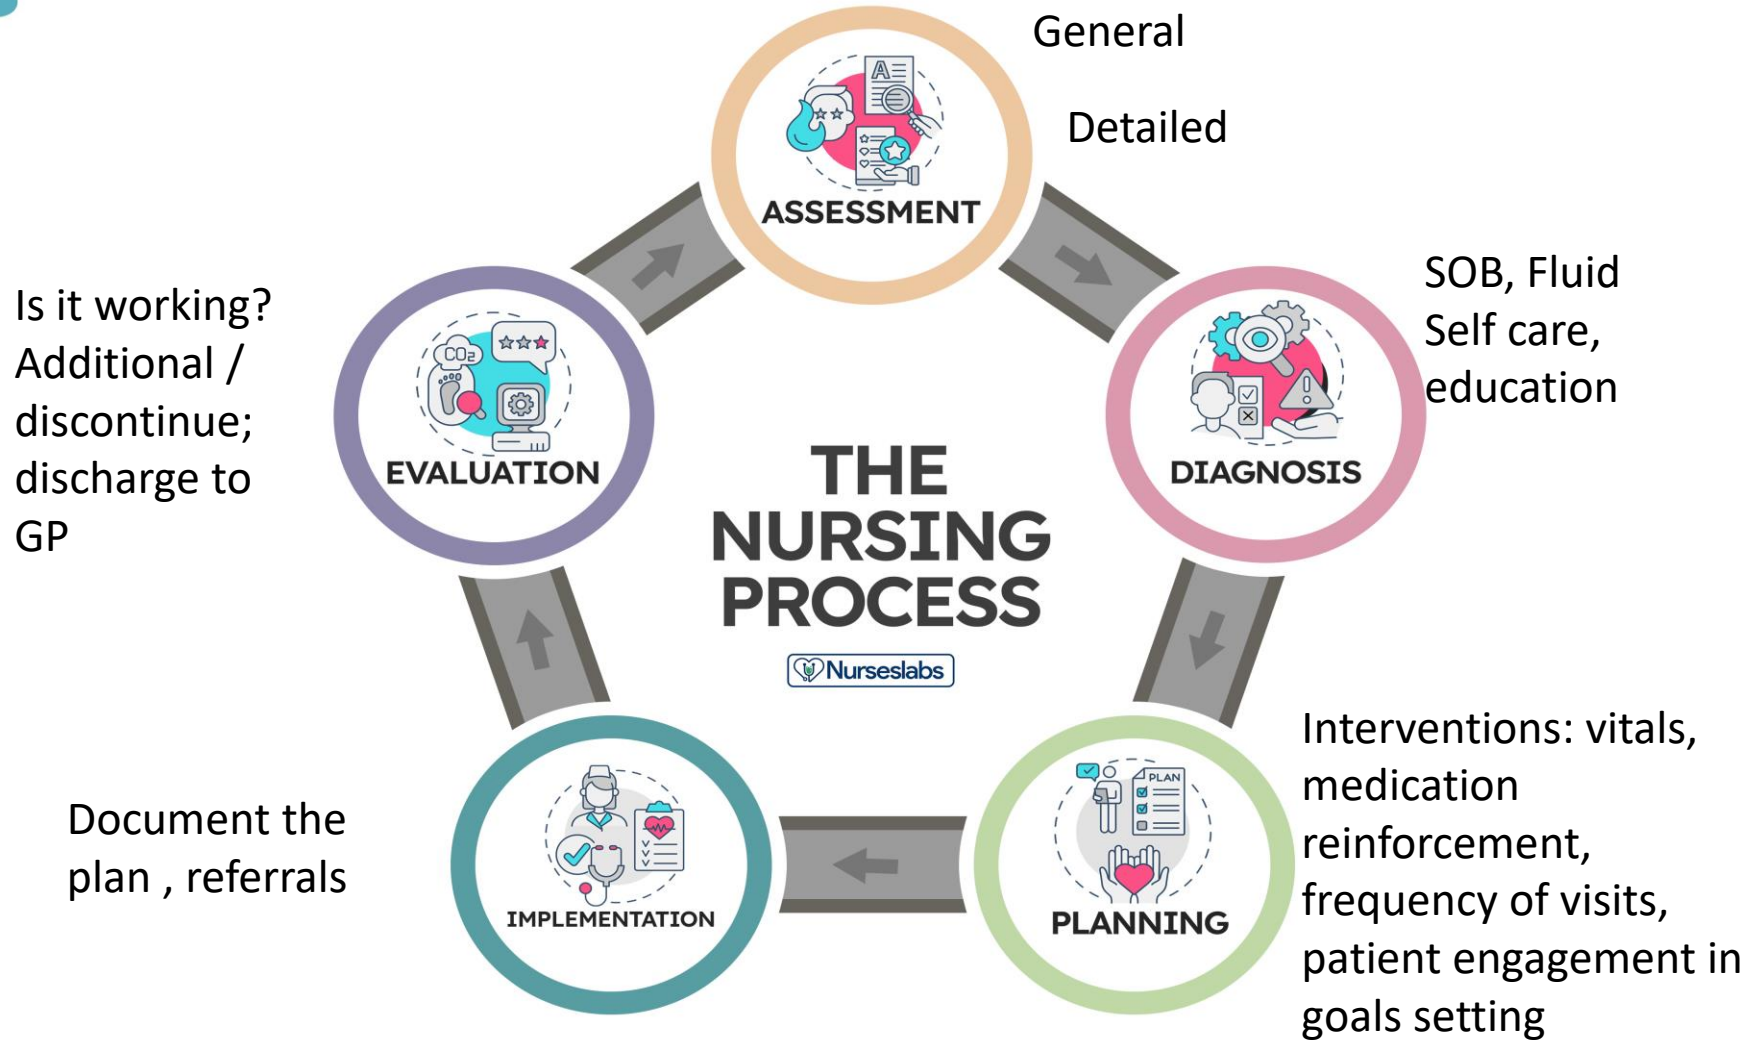 General
Detailed
A
ASSESSMENT
SOB, Fluid
Self care,
education
DIAGNOSIS
Interventions: vitals,
medication
reinforcement,
frequency of visits,
patient engagement in
goals setting
PLAN
PLANNING
Document the
plan , referrals
IMPLEMENTATION
Is it working?
Additional /
discontinue;
discharge to
GP
CO2
EVALUATION
THE
NURSING
PROCESS
Nurseslabs